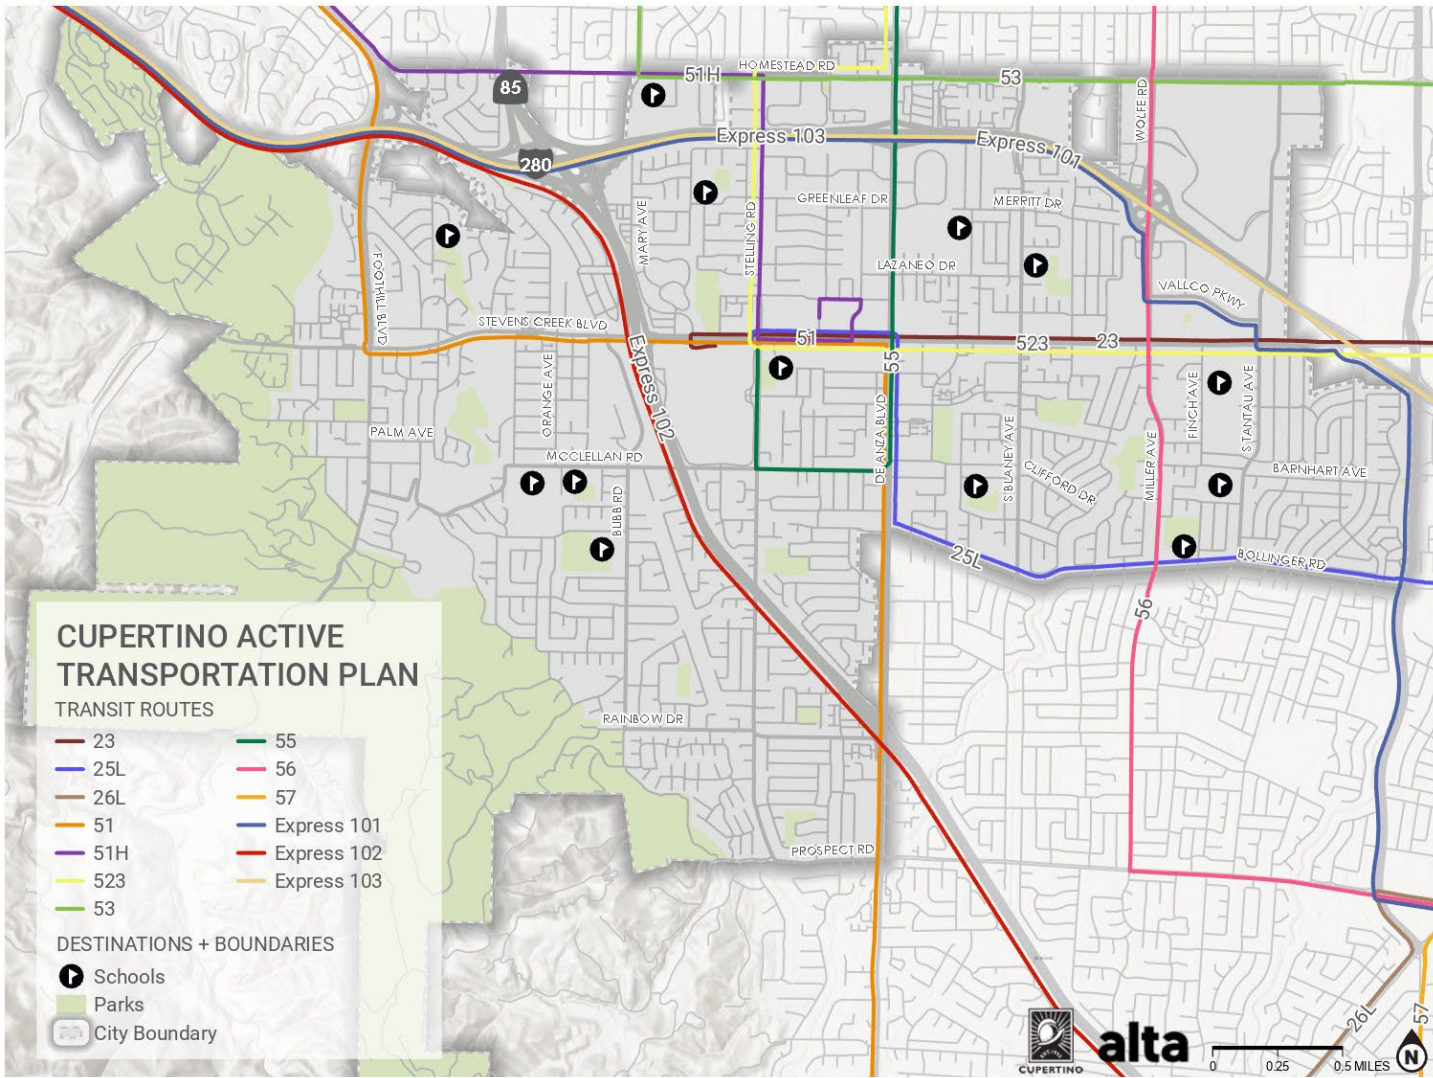 HOMESTEAD RD
51H
53
85
WOLFE RD
Express 103
Express 101
280
GREENLEAF DR
MERRITT DR
MARY AVE
STELLING RD
FOOTHILL BLVD
LAZANEO DR
VALLCO PKWY
STEVENS CREEK BLVD
51
523
23
55
Express 102
ORANGE AVE
FINCH AVE
S TANTAU AVE
DE ANZA BLVD
PALM AVE
S BLANEY AVE
MILLER AVE
MCCLELLAN RD
CLIFFORD DR
BARNHART AVE
BUBB RD
25L
BOLLINGER RD
56
CUPERTINO ACTIVE
TRANSPORTATION PLAN
TRANSIT ROUTES
23
25L
26L
51
51H
523
53
55
56
57
Express 101
Express 102
Express 103
DESTINATIONS + BOUNDARIES
Schools
Parks
City Boundary
RAINBOW DR
PROSPECT RD
26L
57
CUPERTINO
alta
0 0.25 0.5 MILES
N